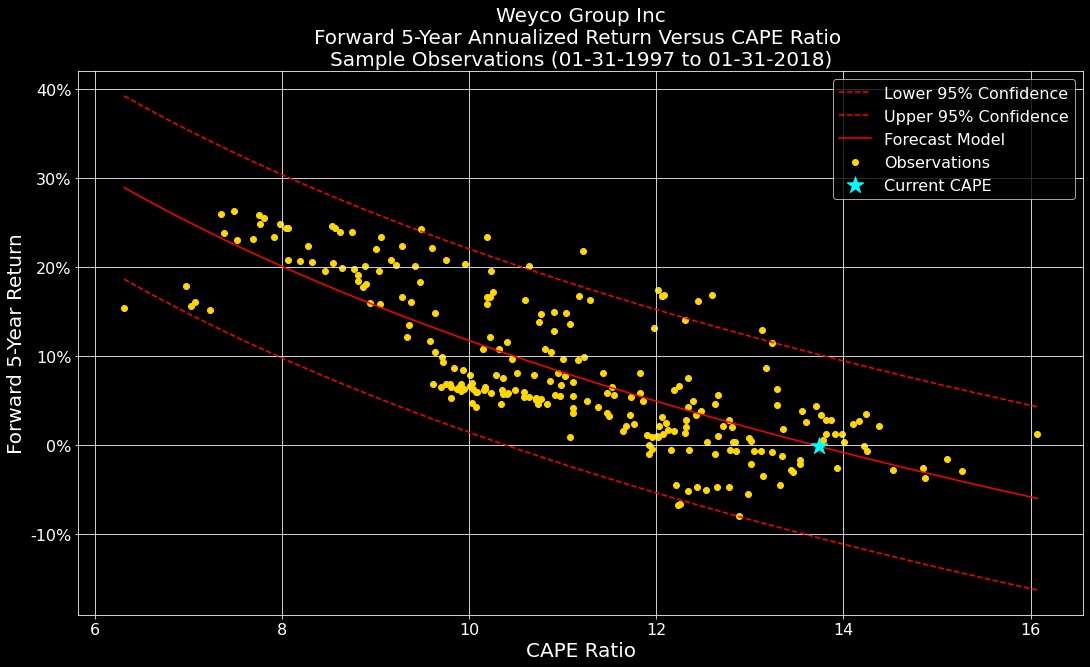 Weyco Group Inc
Forward 5-Year Annualized Return Versus CAPE Ratio
Sample Observations (01-31-1997 to 01-31-2018)
Lower 95% Confidence
Upper 95% Confidence
Forecast Model
Observations
Current CAPE
Forward 5-Year Return
40%
30%
20%
10%
0%
-10%
6 8 10 12 14 16
CAPE Ratio